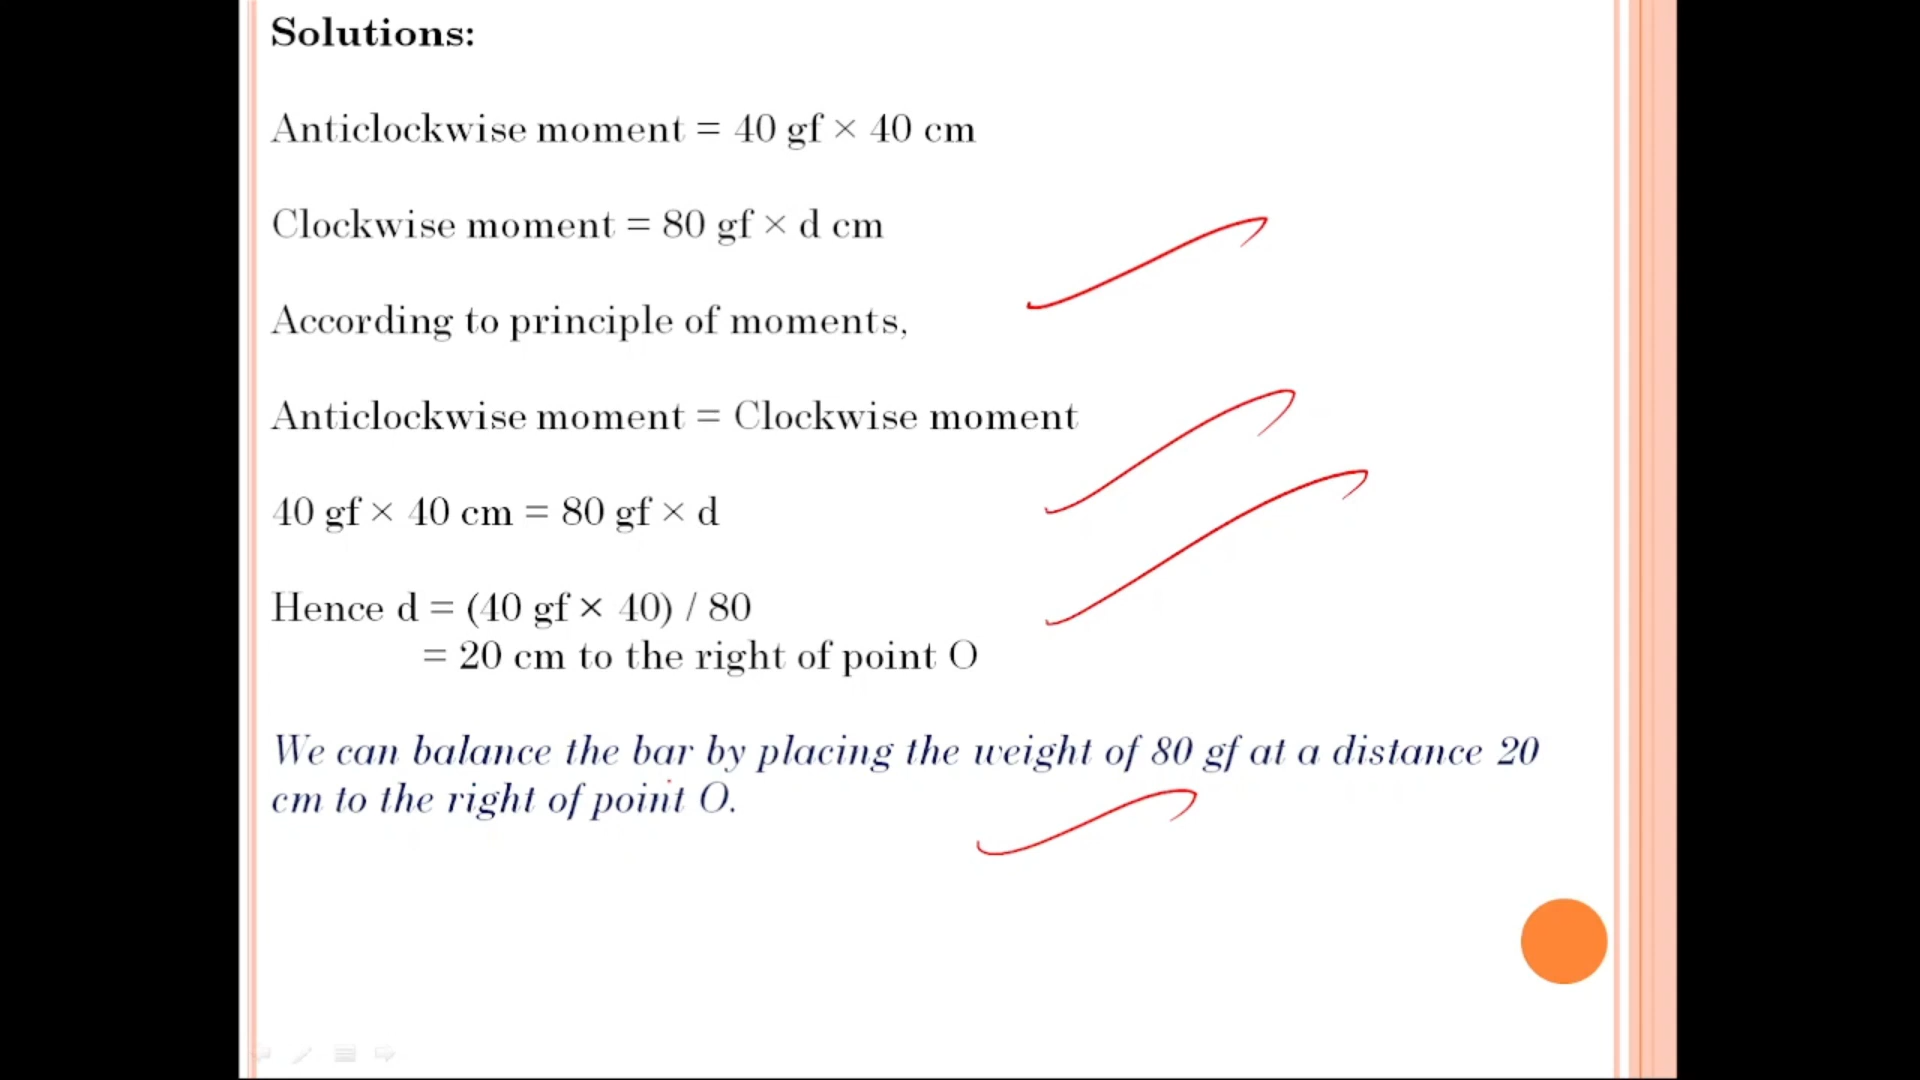 Solutions:
Anticlockwise moment = 40 gf × 40 cm
Clockwise moment = 80 gf × d cm
According to principle of moments,
Anticlockwise moment = Clockwise moment
40 gf × 40 cm = 80 gf × d
Hence d = (40 gf × 40) / 80
= 20 cm to the right of point O
We can balance the bar by placing the weight of 80 gf at a distance 20
cm to the right of point O.